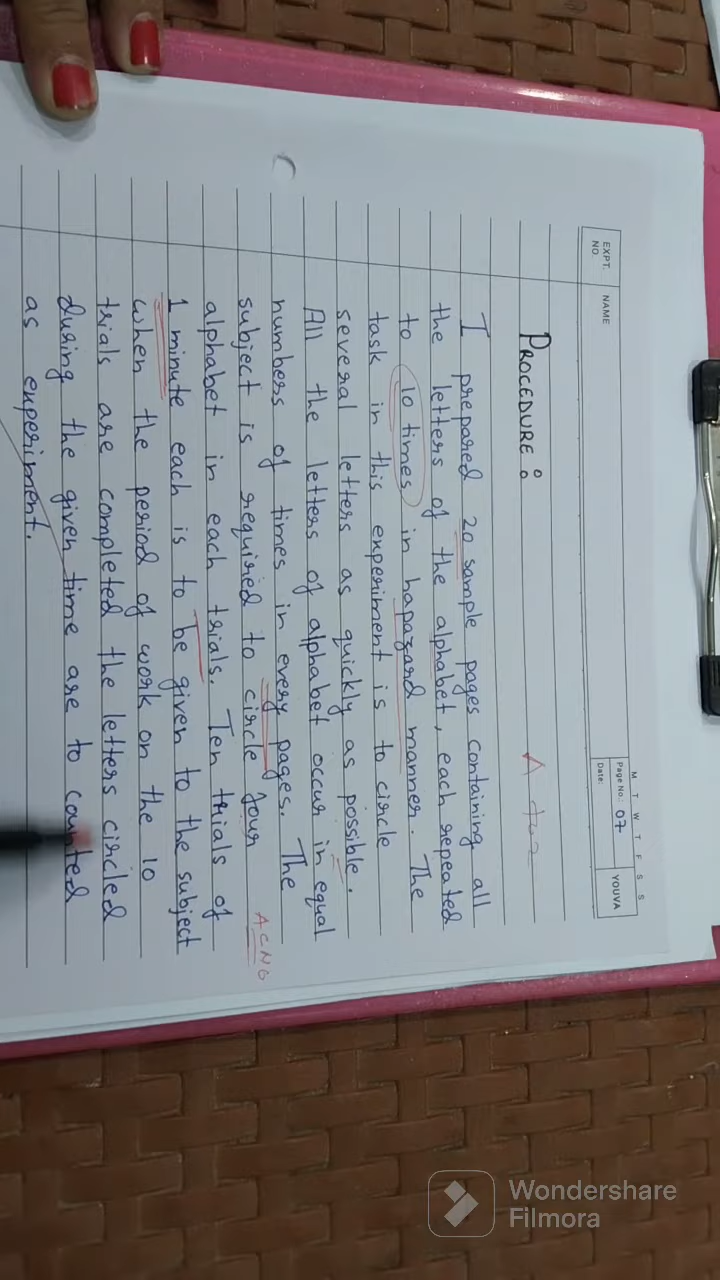 M T W T F S S
Page No.: 07
YOUVA
Date:
EXPT. NO.
NAME
PROCEDURE :
I prepared 20 sample pages containing all
the letters of the alphabet, each repeated
to 10 times in hapazard manner. The
task in this experiment is to circle
several letters as quickly as possible.
All the letters of alphabet occur in equal
numbers of times in every pages. The
subject is required to circle four
ACNG
alphabet in each trials. Ten trials of
1 minute each is to be given to the subject
when the period of work on the 10
trials are completed the letters circled
during the given time are to counted
as experiment.
Wondershare
Filmora